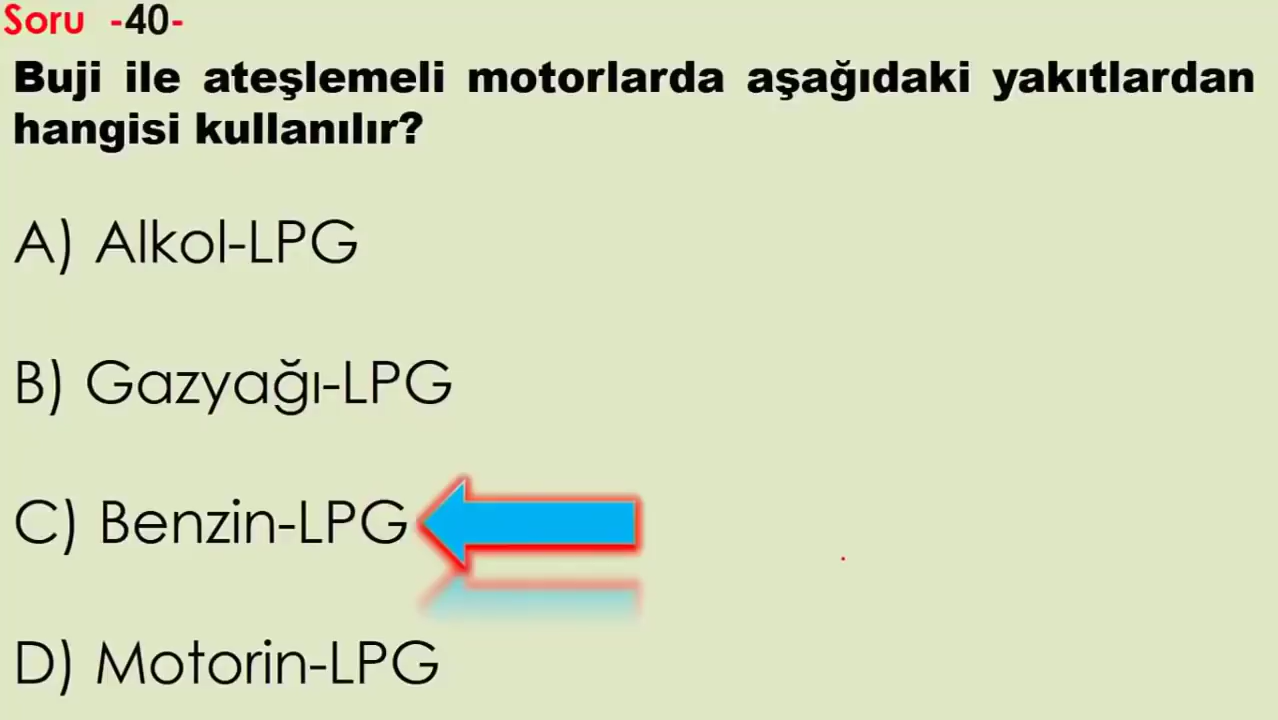 Soru -40-
Buji ile ateşlemeli motorlarda aşağıdaki yakıtlardan
hangisi kullanılır?
A) Alkol-LPG
B) Gazyağı-LPG
C) Benzin-LPG
D) Motorin-LPG